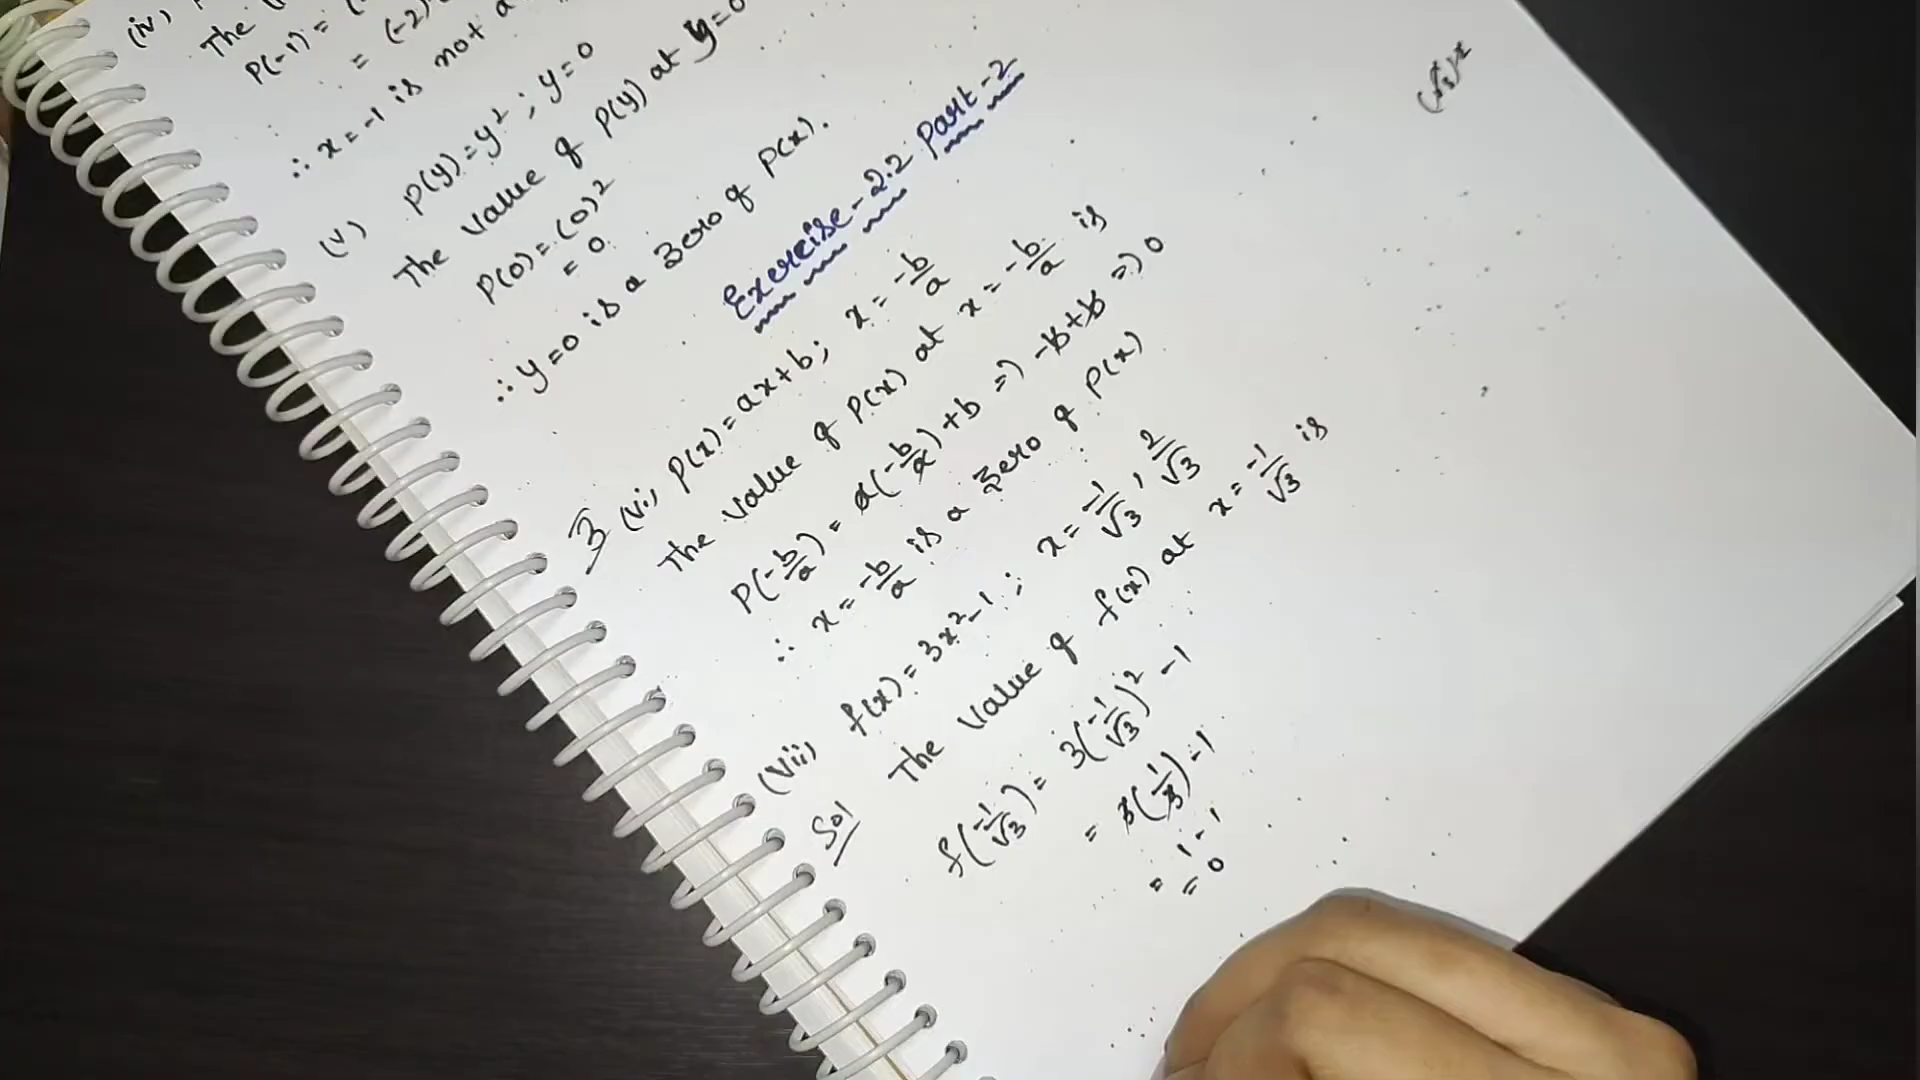 (iv)
The
P(-1) =
= (-2)
∴ x = -1 is not a
(v) P(y) = y² ; y = 0
The value of P(y) at y = 0
P(0) = (0)²
= 0
∴ y = 0 is a zero of P(x).
Exercise - 2.2 Part - 2
3 (vi) P(x) = ax + b ; x = -b/a
The value of P(x) at x = -b/a is
P(-b/a) = a(-b/a) + b => -b + b => 0
∴ x = -b/a is a zero of P(x)
(vii) f(x) = 3x² - 1 ; x = -1/√3 , 2/√3
Sol The value of f(x) at x = -1/√3 is
f(-1/√3) = 3(-1/√3)² - 1
= 3(1/3) - 1
= 1 - 1
= 0